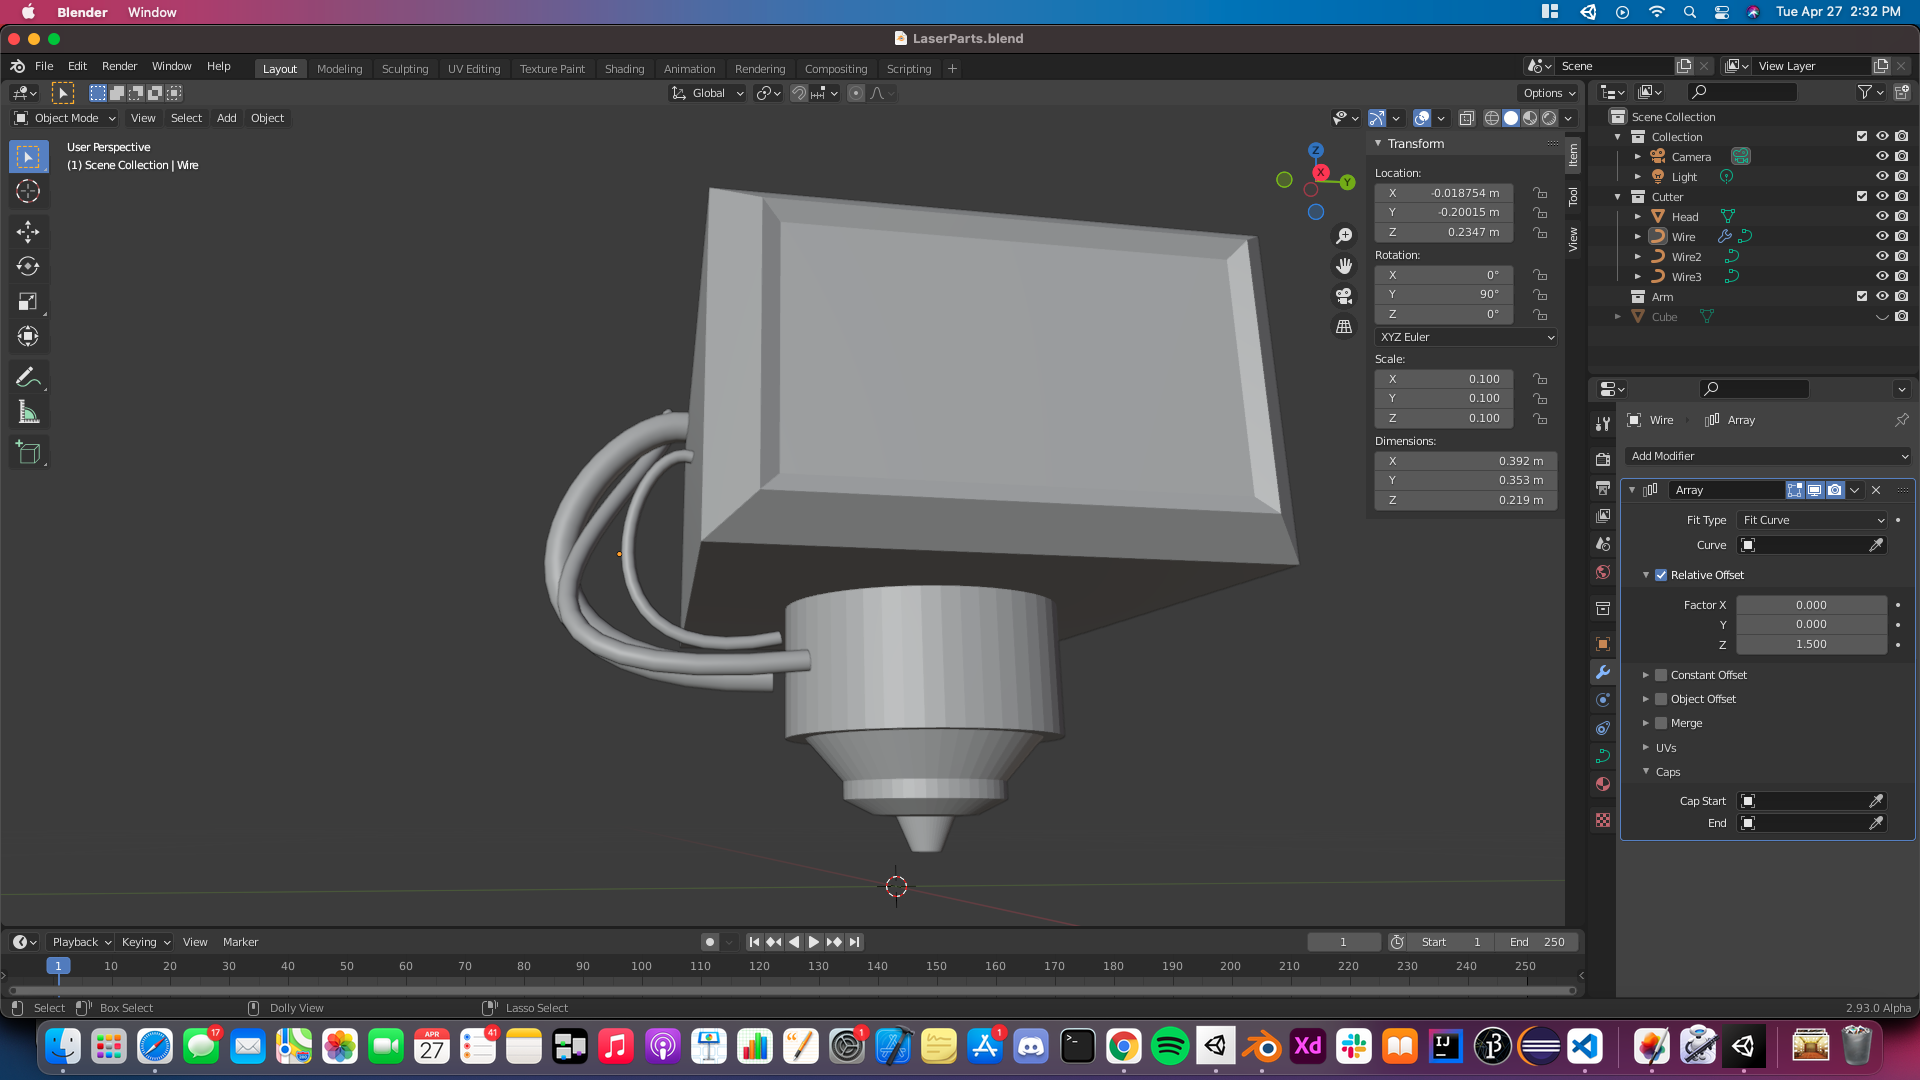 Blender Window
Tue Apr 27 2:32 PM
LaserParts.blend
File Edit Render Window Help
Layout Modeling Sculpting UV Editing Texture Paint Shading Animation Rendering Compositing Scripting +
Scene
View Layer
Global
Options
Object Mode View Select Add Object
User Perspective
(1) Scene Collection | Wire
Z
X
Y
Transform
Location:
X -0.018754 m
Y -0.20015 m
Z 0.2347 m
Rotation:
X 0°
Y 90°
Z 0°
XYZ Euler
Scale:
X 0.100
Y 0.100
Z 0.100
Dimensions:
X 0.392 m
Y 0.353 m
Z 0.219 m
Item
Tool
View
Scene Collection
Collection
Camera
Light
Cutter
Head
Wire
Wire2
Wire3
Arm
Cube
Wire Array
Add Modifier
Array
Fit Type Fit Curve
Curve
Relative Offset
Factor X 0.000
Y 0.000
Z 1.500
Constant Offset
Object Offset
Merge
UVs
Caps
Cap Start
End
Playback Keying View Marker
1
Start 1
End 250
1 10 20 30 40 50 60 70 80 90 100 110 120 130 140 150 160 170 180 190 200 210 220 230 240 250
Select Box Select Dolly View Lasso Select
2.93.0 Alpha
17
APR
27
41
1
1
Xd
IJ